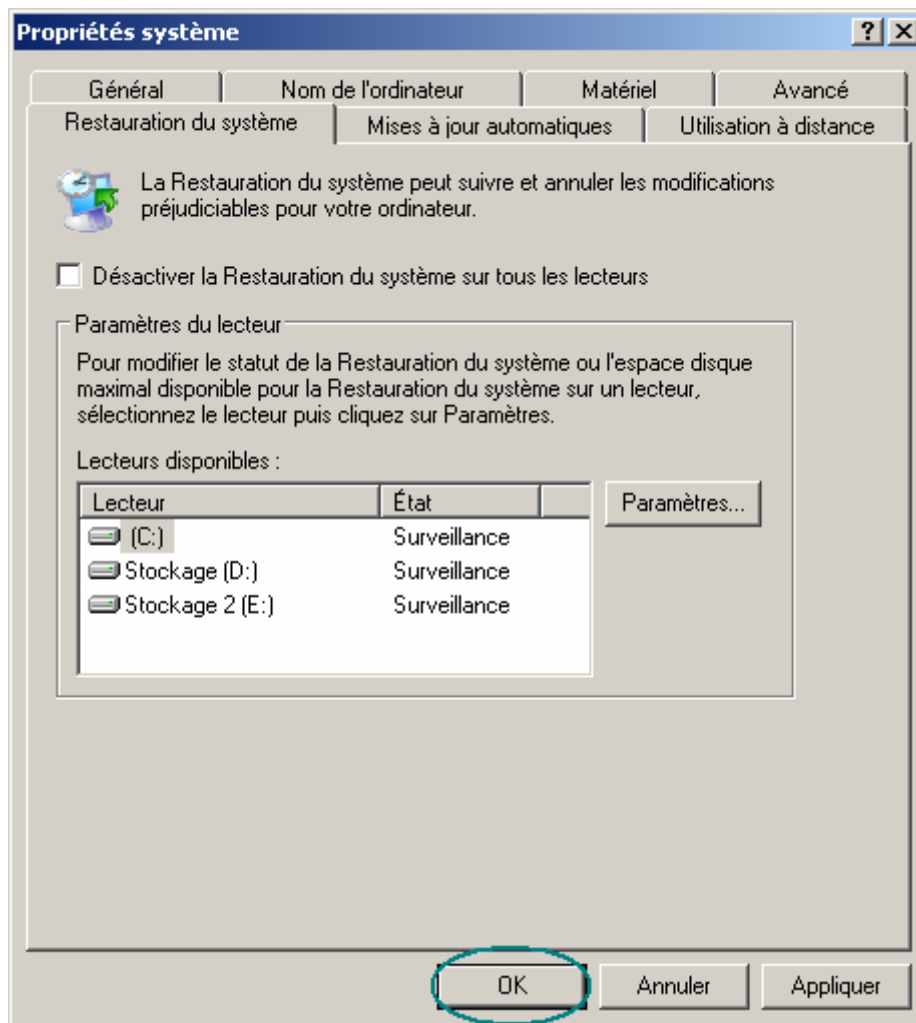 Propriétés système
Général
Nom de l'ordinateur
Matériel
Avancé
Restauration du système
Mises à jour automatiques
Utilisation à distance
La Restauration du système peut suivre et annuler les modifications
préjudiciables pour votre ordinateur.
Désactiver la Restauration du système sur tous les lecteurs
Paramètres du lecteur
Pour modifier le statut de la Restauration du système ou l'espace disque
maximal disponible pour la Restauration du système sur un lecteur,
sélectionnez le lecteur puis cliquez sur Paramètres.
Lecteurs disponibles :
Lecteur État
Paramètres...
(C:) Surveillance
Stockage (D:) Surveillance
Stockage 2 (E:) Surveillance
OK
Annuler
Appliquer